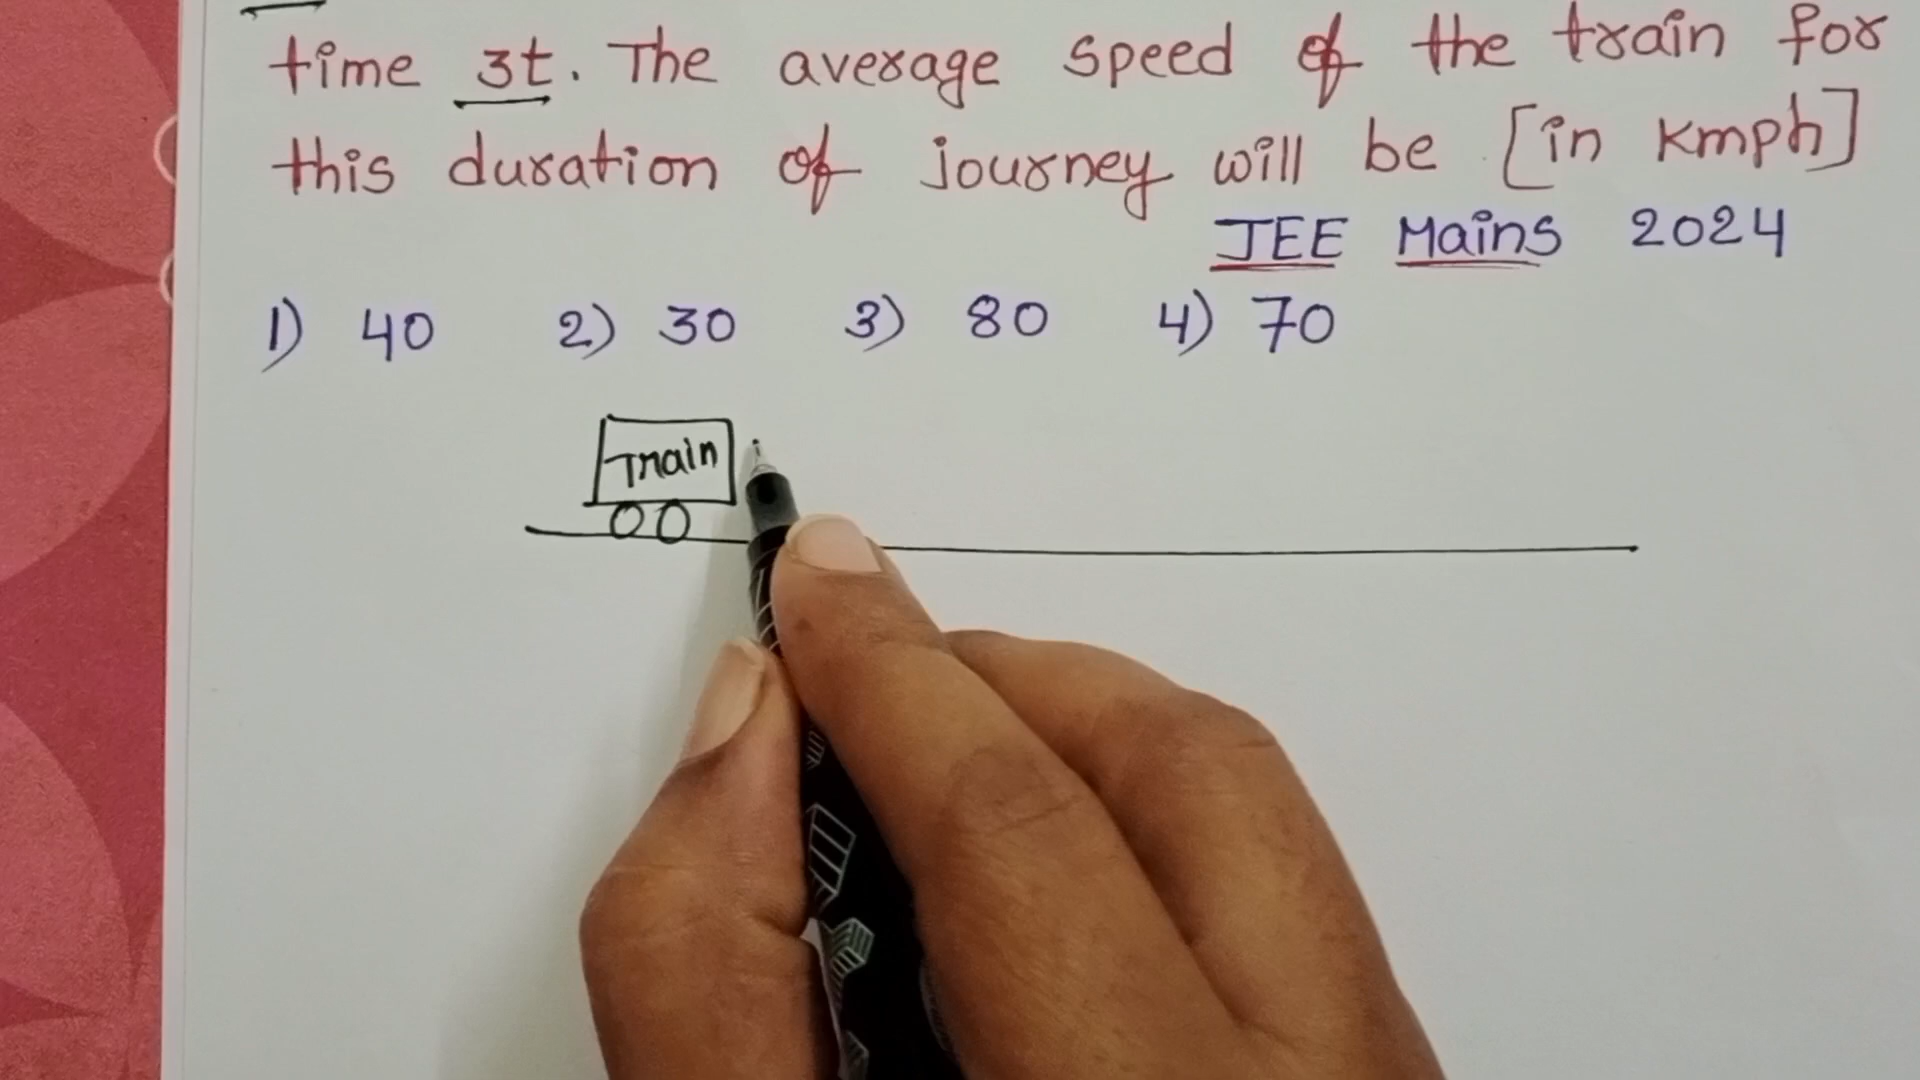 time 3t. The average speed of the train for
this duration of journey will be [in kmph]
JEE Mains 2024
1) 40 2) 30 3) 80 4) 70
Train